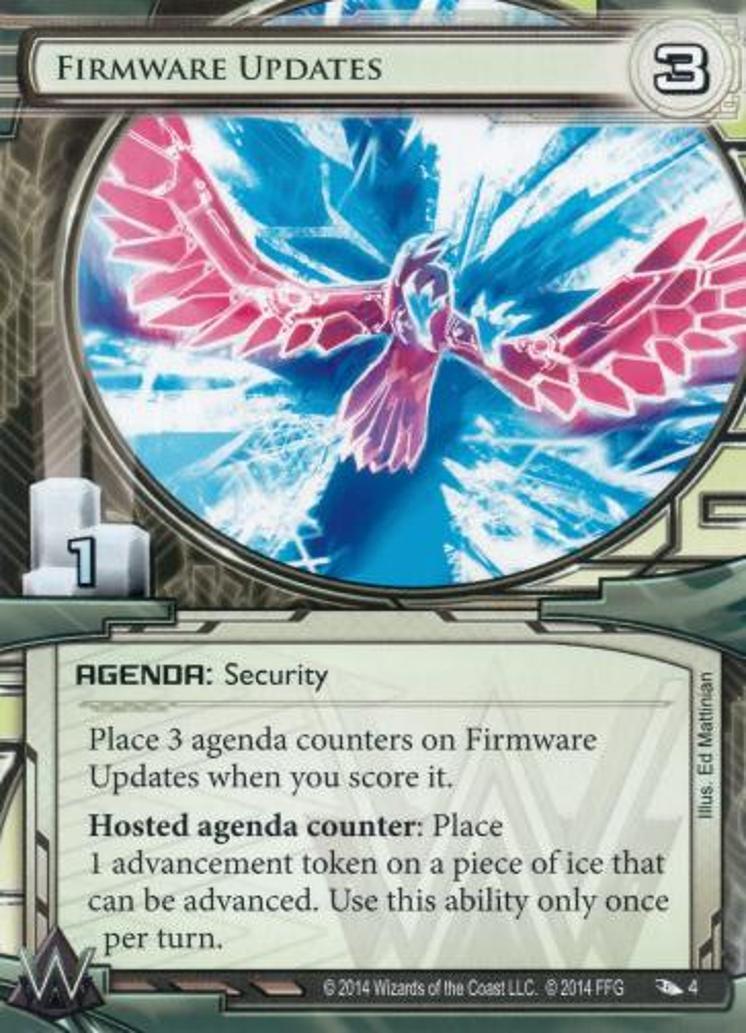 FIRMWARE UPDATES
3
1
AGENDA: Security
Place 3 agenda counters on Firmware
Updates when you score it.
Hosted agenda counter: Place
1 advancement token on a piece of ice that
can be advanced. Use this ability only once
per turn.
Illus. Ed Mattinian
W
© 2014 Wizards of the Coast LLC. © 2014 FFG
4